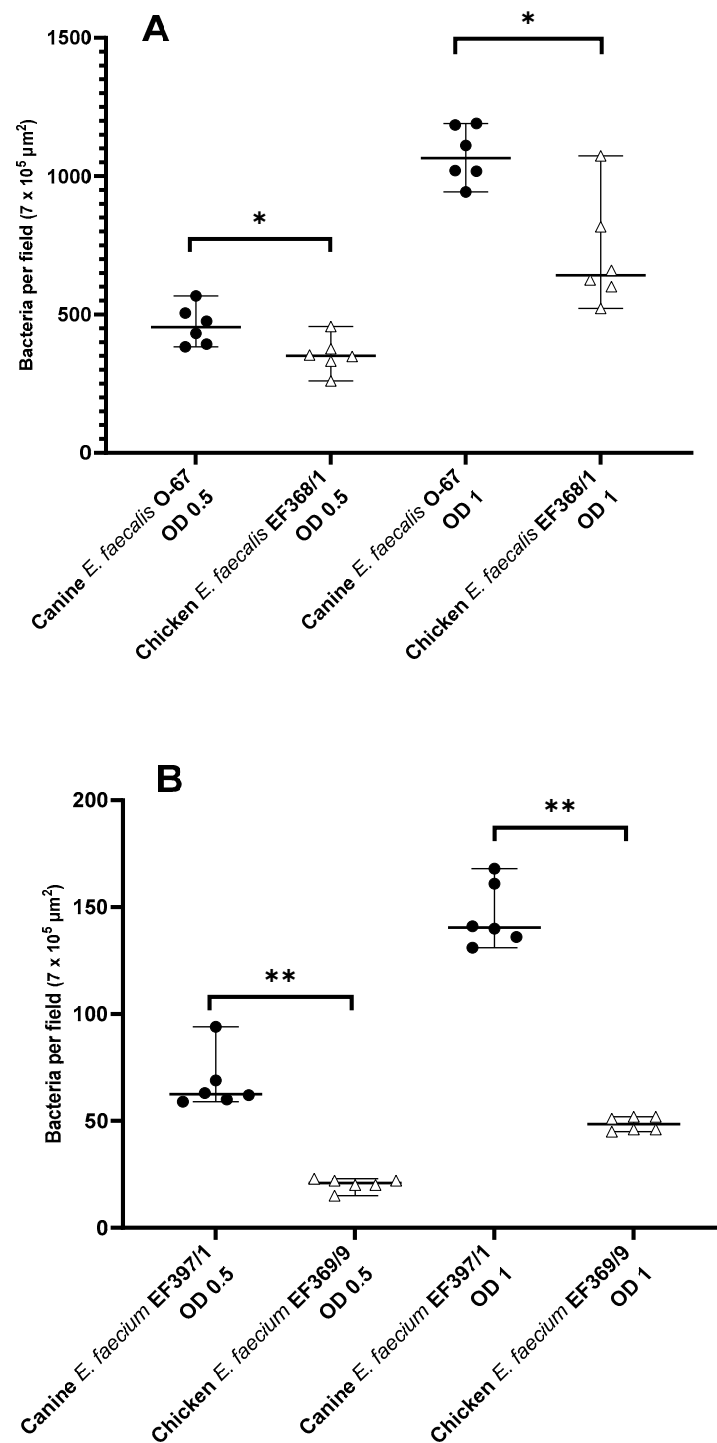 A
*
1500
1000
500
0
*
Bacteria per field (7 x 10⁵ µm²)
Canine E. faecalis O-67
OD 0.5
Chicken E. faecalis EF368/1
OD 0.5
Canine E. faecalis O-67
OD 1
Chicken E. faecalis EF368/1
OD 1
B
200
150
100
50
0
**
**
Bacteria per field (7 x 10⁵ µm²)
Canine E. faecium EF397/1
OD 0.5
Chicken E. faecium EF369/9
OD 0.5
Canine E. faecium EF397/1
OD 1
Chicken E. faecium EF369/9
OD 1